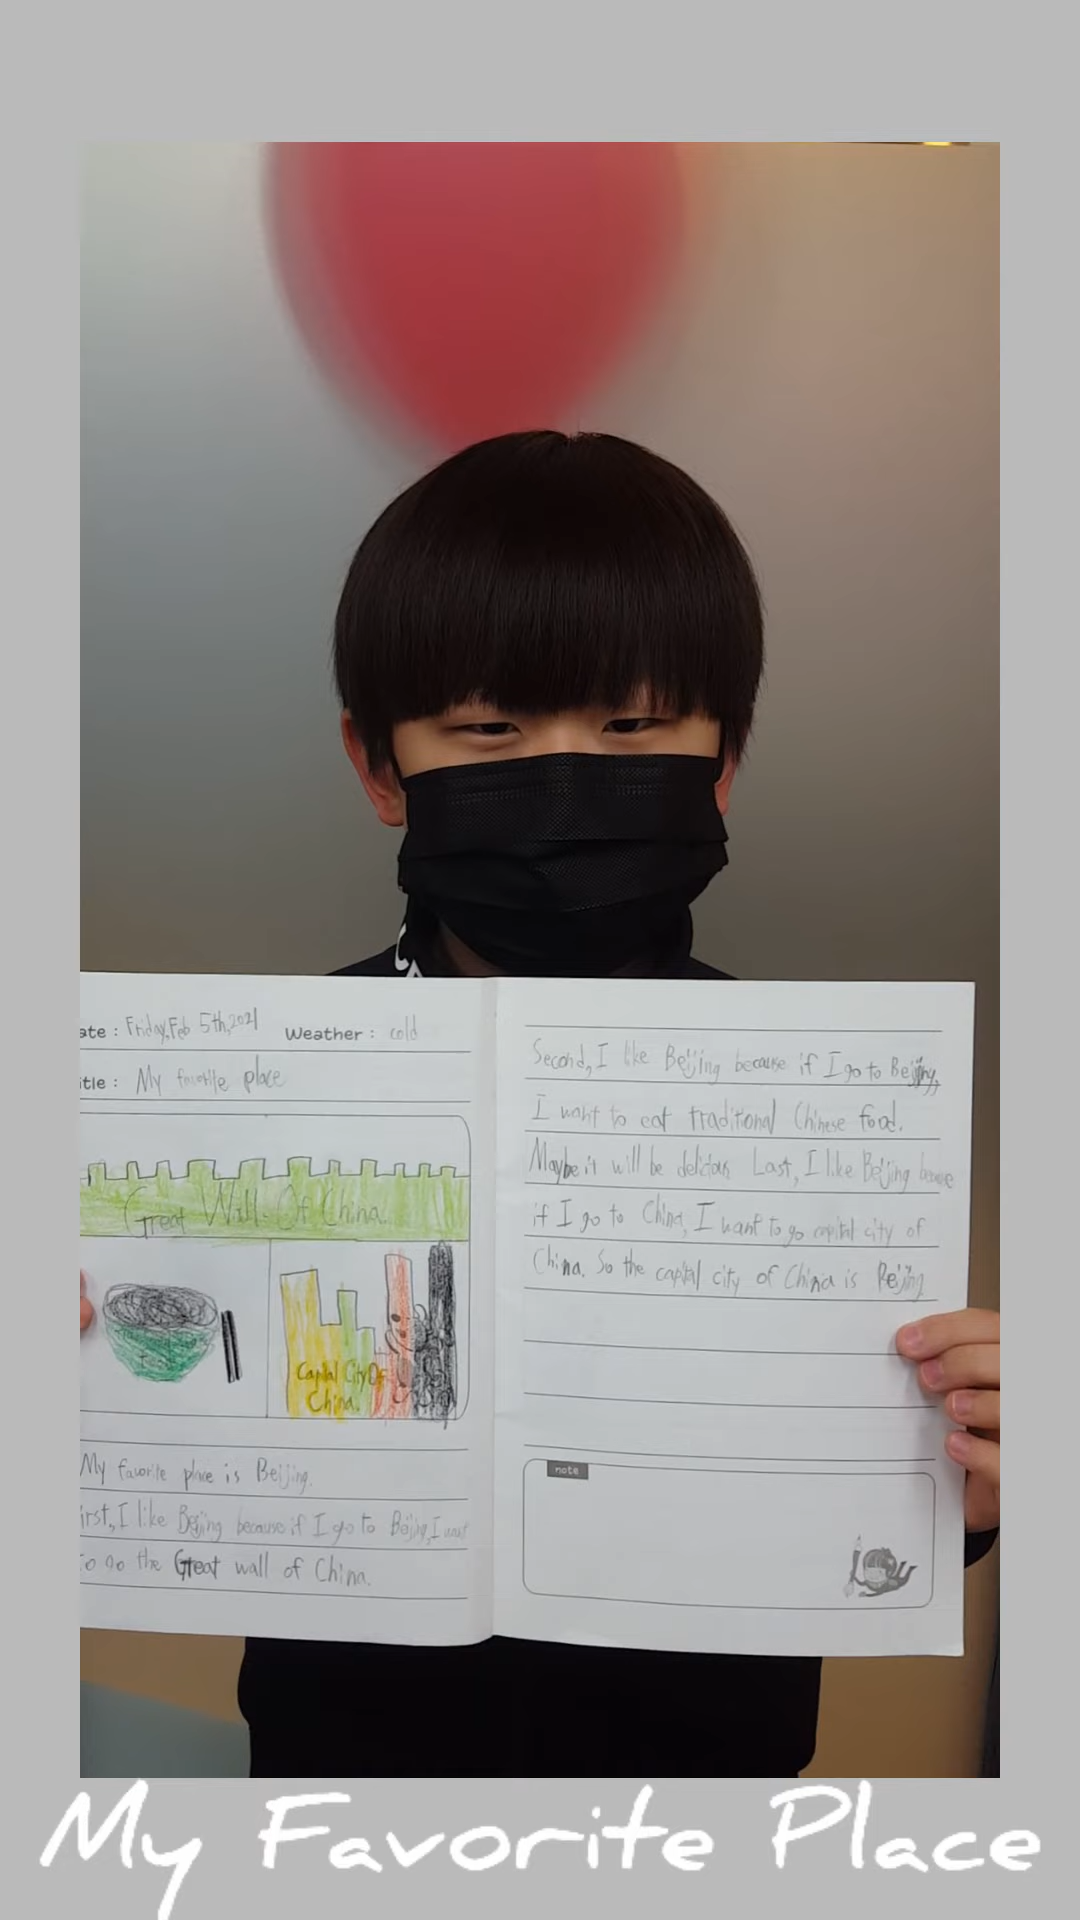 ate : Friday, Feb 5th, 2021 Weather : cold
itle : My favorite place
Great Wall Of China.
Capital City Of
China.
My favorite place is Beijing.
irst, I like Beijing because if I go to Beijing, I want
to go the Great wall of China.
Second, I like Beijing because if I go to Beijing,
I want to eat traditional Chinese food.
Maybe it will be delicious Last, I like Beijing because
if I go to China, I want to go capital city of
China. So the capital city of China is Beijing
note
My Favorite Place